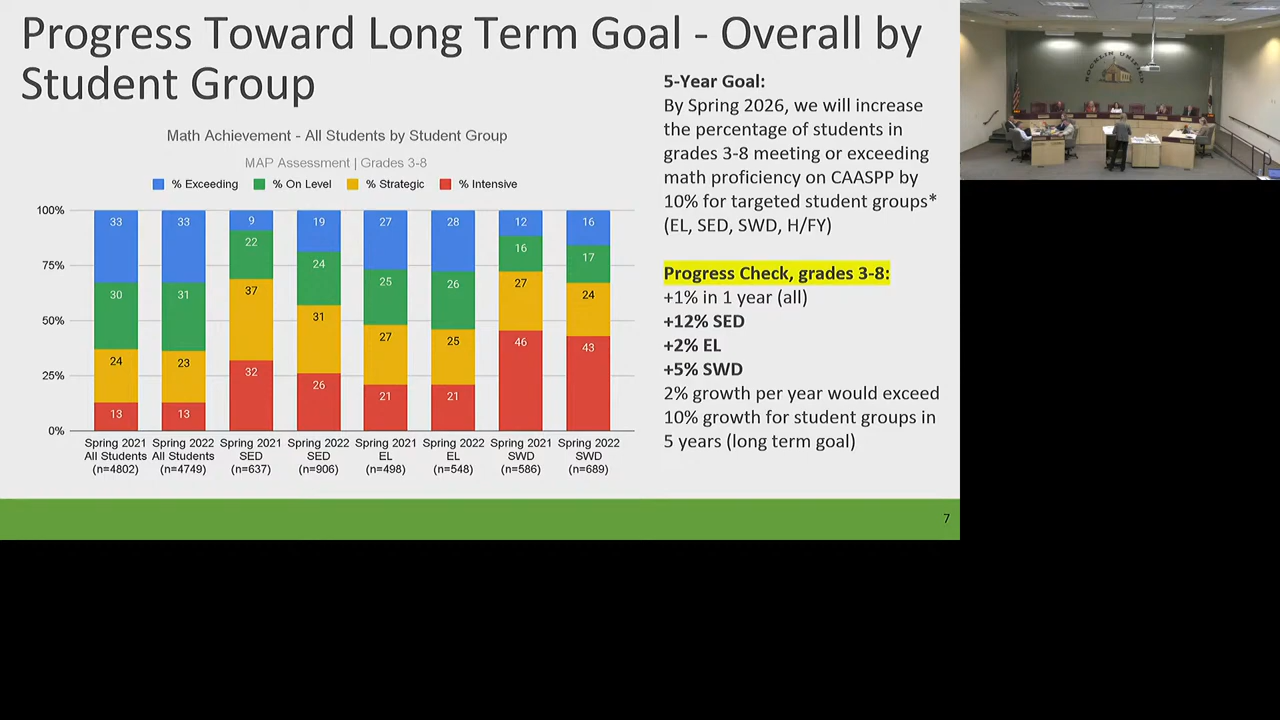 Progress Toward Long Term Goal - Overall by
Student Group
Math Achievement - All Students by Student Group
MAP Assessment | Grades 3-8
% Exceeding % On Level % Strategic % Intensive
100%
75%
50%
25%
0%
33 33 9 19 27 28 12 16
30 31 22 24 25 26 16 17
24 23 37 31 27 25 27 24
13 13 32 26 21 21 46 43
Spring 2021 Spring 2022 Spring 2021 Spring 2022 Spring 2021 Spring 2022 Spring 2021 Spring 2022
All Students All Students SED SED EL EL SWD SWD
(n=4802) (n=4749) (n=637) (n=906) (n=498) (n=548) (n=586) (n=689)
5-Year Goal:
By Spring 2026, we will increase
the percentage of students in
grades 3-8 meeting or exceeding
math proficiency on CAASPP by
10% for targeted student groups*
(EL, SED, SWD, H/FY)
Progress Check, grades 3-8:
+1% in 1 year (all)
+12% SED
+2% EL
+5% SWD
2% growth per year would exceed
10% growth for student groups in
5 years (long term goal)
7
ROCKLIN UNIFIED